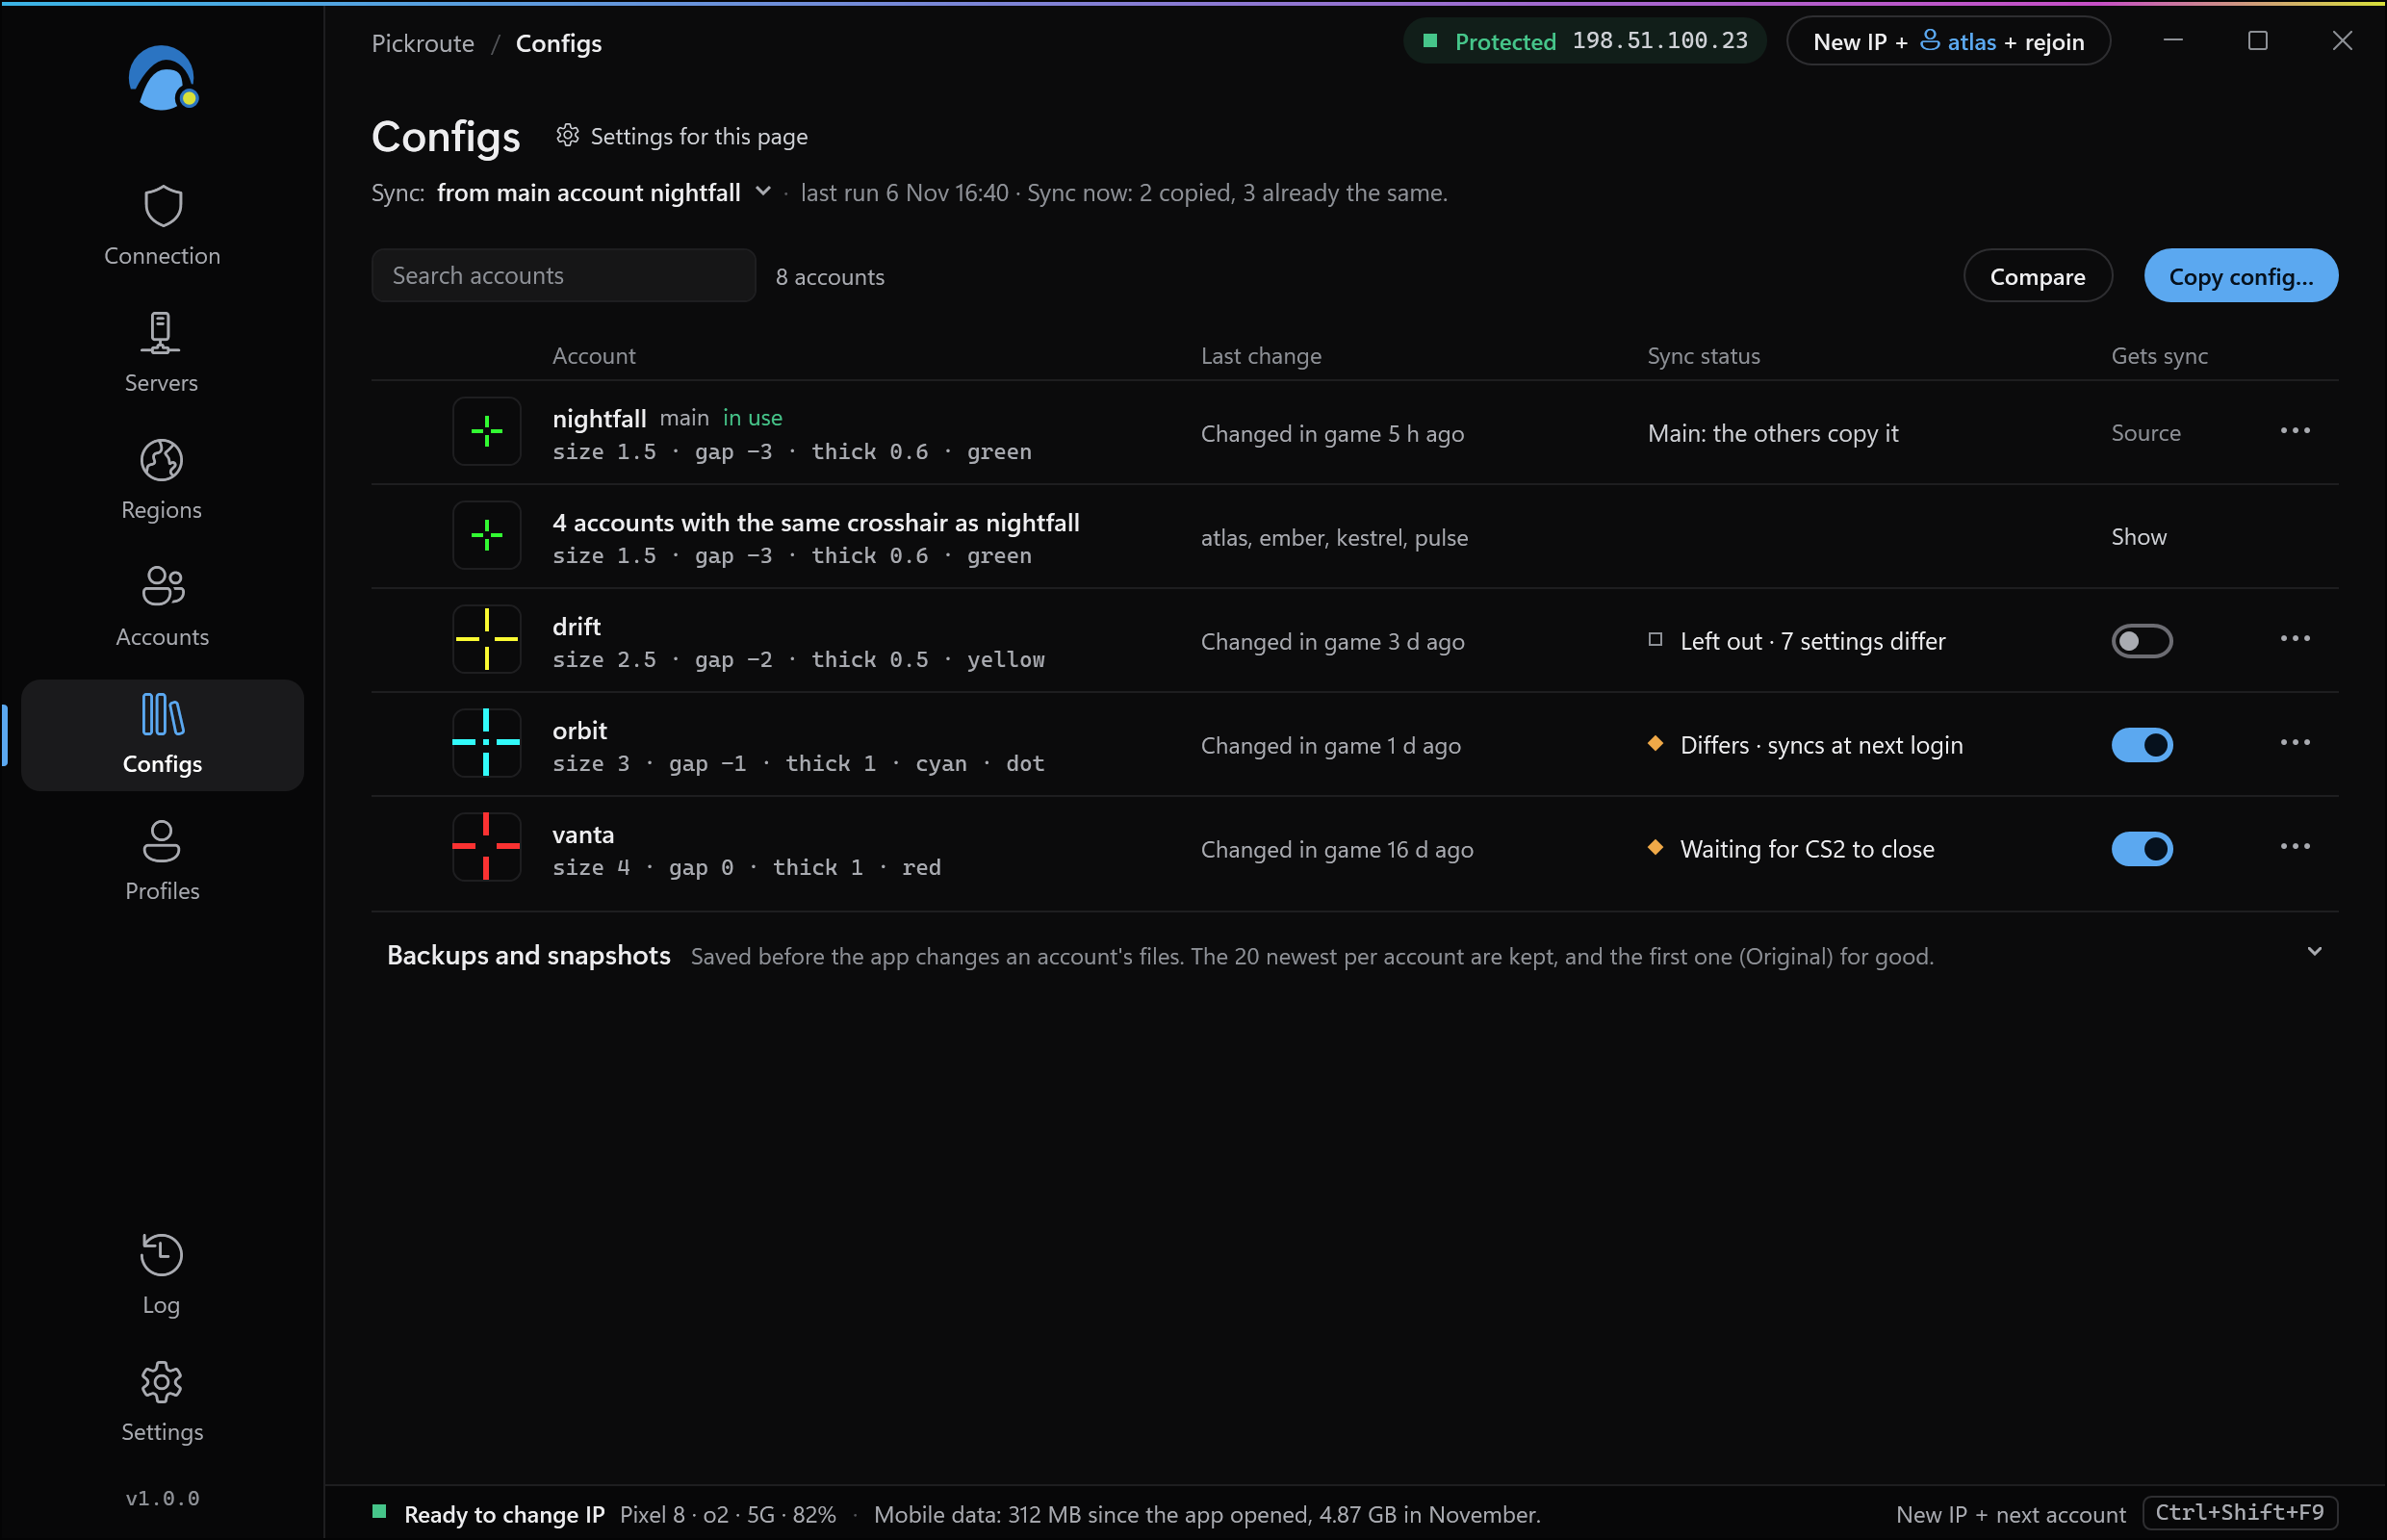 Pickroute / Configs
Protected 198.51.100.23
New IP + atlas + rejoin
Connection
Servers
Regions
Accounts
Configs
Profiles
Log
Settings
v1.0.0
Configs
Settings for this page
Sync: from main account nightfall · last run 6 Nov 16:40 · Sync now: 2 copied, 3 already the same.
Search accounts
8 accounts
Compare
Copy config...
Account Last change Sync status Gets sync
nightfall main in use
size 1.5 · gap −3 · thick 0.6 · green
Changed in game 5 h ago
Main: the others copy it
Source
4 accounts with the same crosshair as nightfall
size 1.5 · gap −3 · thick 0.6 · green
atlas, ember, kestrel, pulse
Show
drift
size 2.5 · gap −2 · thick 0.5 · yellow
Changed in game 3 d ago
Left out · 7 settings differ
orbit
size 3 · gap −1 · thick 1 · cyan · dot
Changed in game 1 d ago
Differs · syncs at next login
vanta
size 4 · gap 0 · thick 1 · red
Changed in game 16 d ago
Waiting for CS2 to close
Backups and snapshots Saved before the app changes an account's files. The 20 newest per account are kept, and the first one (Original) for good.
Ready to change IP Pixel 8 · o2 · 5G · 82% · Mobile data: 312 MB since the app opened, 4.87 GB in November.
New IP + next account Ctrl+Shift+F9